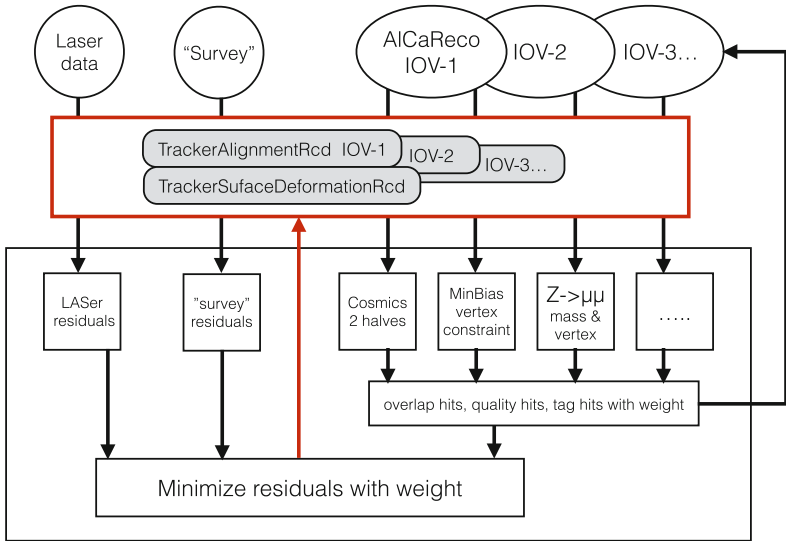 Laser
data
“Survey”
AlCaReco
IOV-1
IOV-2
IOV-3...
TrackerAlignmentRcd IOV-1
IOV-2
IOV-3...
TrackerSufaceDeformationRcd
LASer
residuals
”survey”
residuals
Cosmics
2 halves
MinBias
vertex
constraint
Z->μμ
mass &
vertex
.....
overlap hits, quality hits, tag hits with weight
Minimize residuals with weight